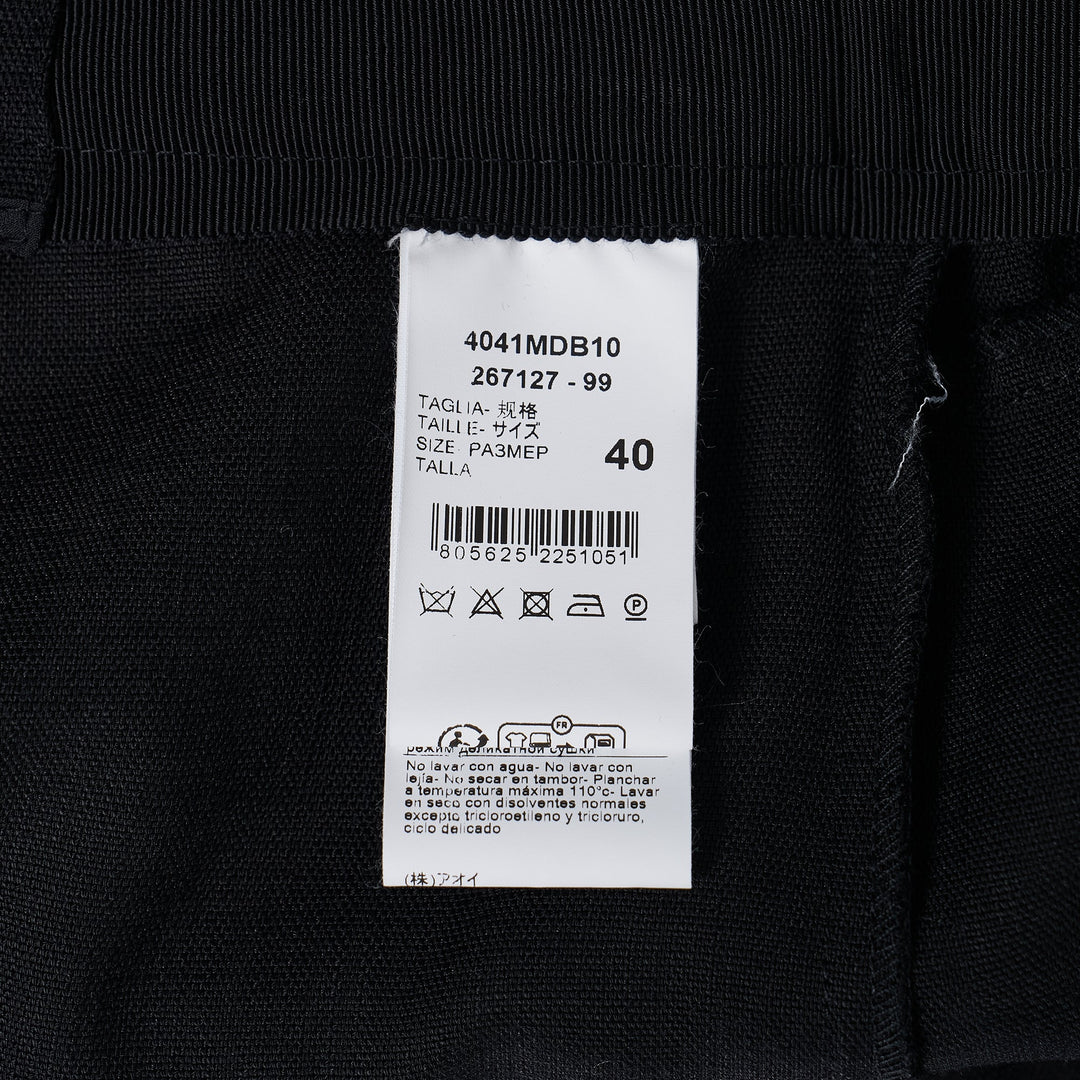 4041MDB10
267127 - 99
TAGLIA- 规格
TAILLE- サイズ
SIZE- РАЗМЕР
TALLA
40
805625 2251051
P
FR
режим деликатной сушки
No lavar con agua- No lavar con
lejía- No secar en tambor- Planchar
a temperatura máxima 110°c- Lavar
en seco con disolventes normales
excepto tricloroetileno y tricloruro,
ciclo delicado
(株)アオイ